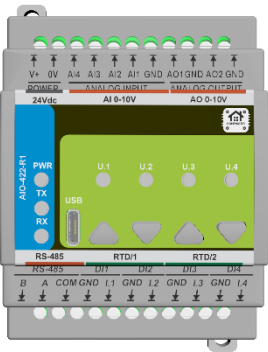 V+ 0V AI4 AI3 AI2 AI1 GND AO1 GND AO2 GND
POWER ANALOG INPUT ANALOG OUTPUT
24Vdc AI 0-10V AO 0-10V
AIO-422-R1
PWR
TX
RX
U.1 U.2 U.3 U.4
USB
RS-485 RTD/1 RTD/2
RS-485 DI1 DI2 DI3 DI4
B A COM GND I.1 GND I.2 GND I.3 GND I.4